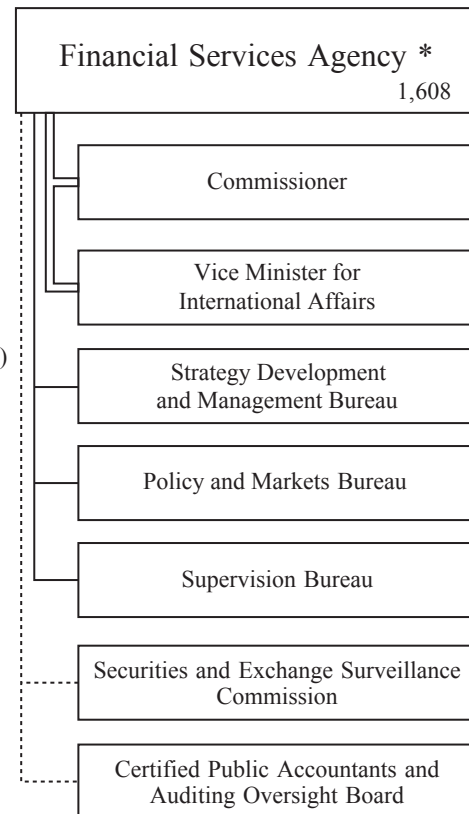 Financial Services Agency *
1,608
Commissioner
Vice Minister for
International Affairs
)
Strategy Development
and Management Bureau
Policy and Markets Bureau
Supervision Bureau
Securities and Exchange Surveillance
Commission
Certified Public Accountants and
Auditing Oversight Board